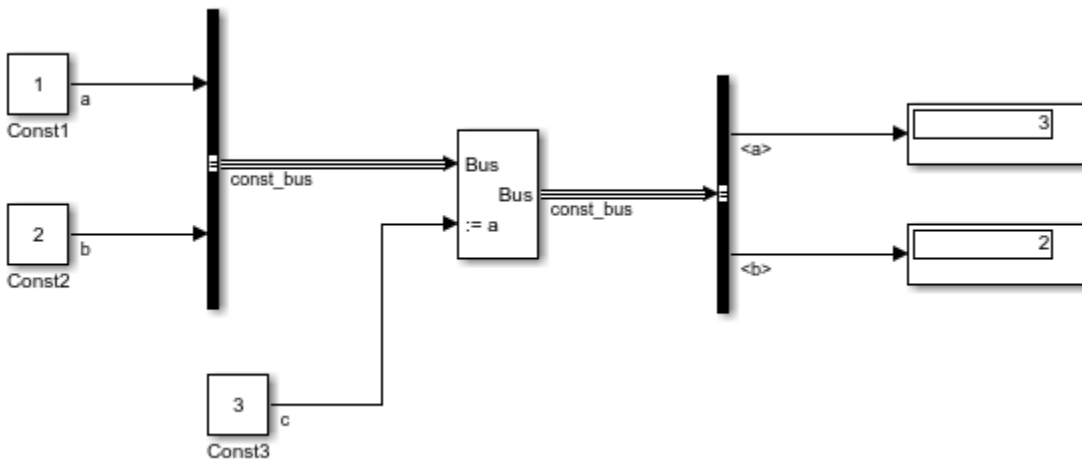 1
a
Const1
2
b
Const2
const_bus
3
c
Const3
Bus
Bus
:= a
const_bus
<a>
3
<b>
2